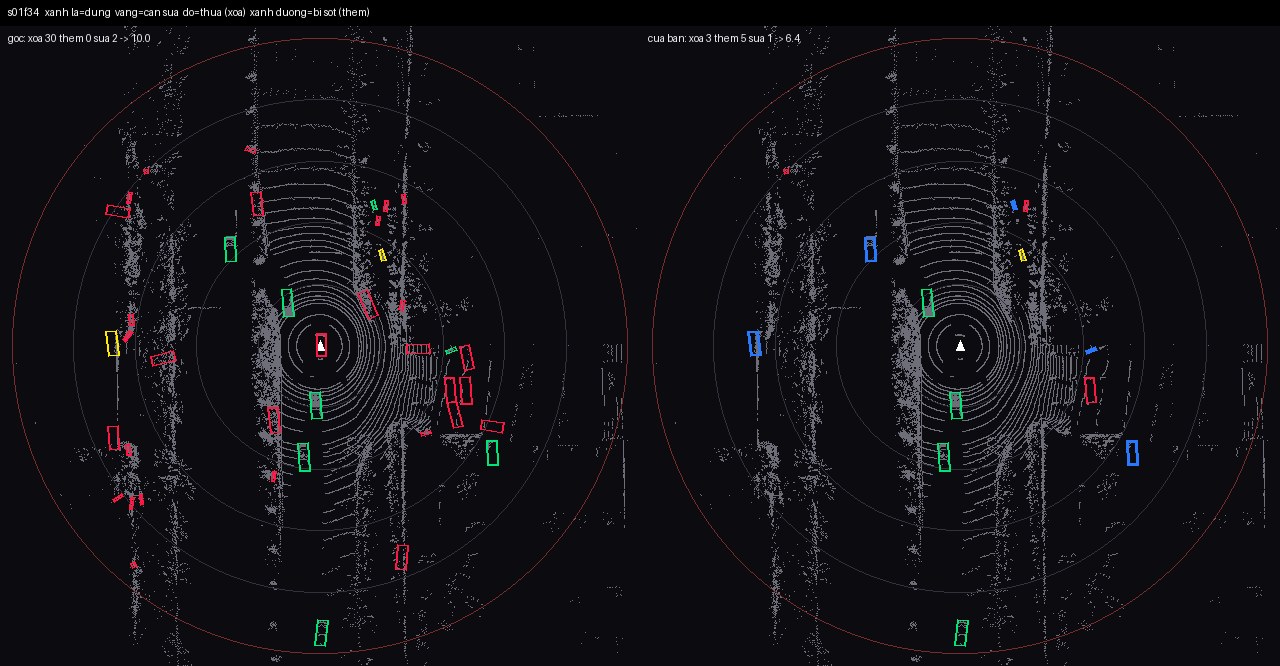 s01f34 xanh la=dung vang=can sua do=thua (xoa) xanh duong=bi sot (them)
goc: xoa 30 them 0 sua 2 -> 10.0
cua ban: xoa 3 them 5 sua 1 -> 6.4